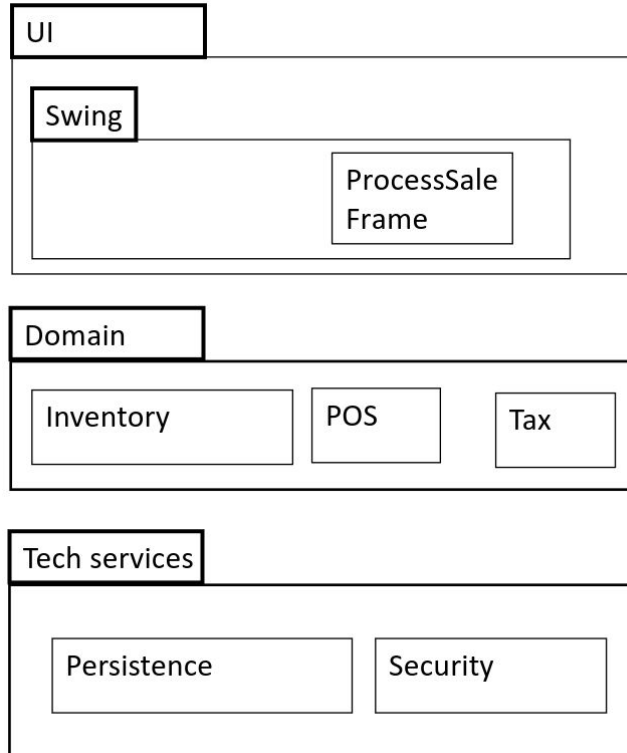 UI
Swing
ProcessSale
Frame
Domain
Inventory
POS
Tax
Tech services
Persistence
Security